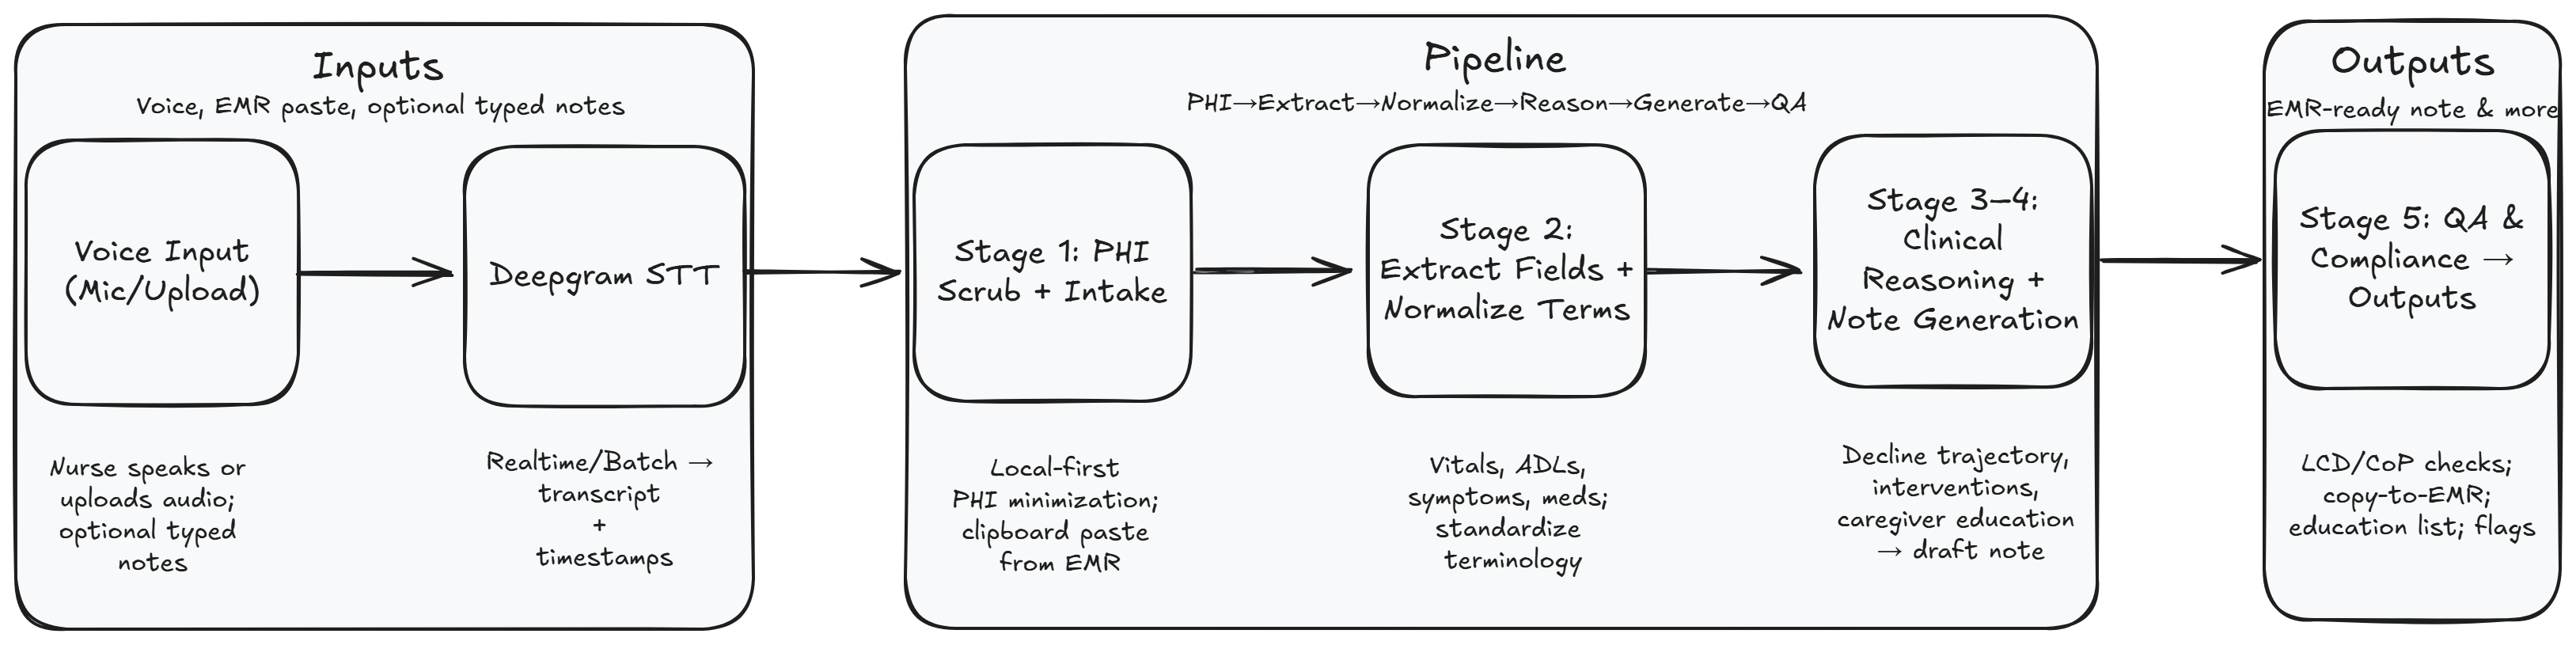 Inputs
Voice, EMR paste, optional typed notes
Voice Input
(Mic/Upload)
Nurse speaks or
uploads audio;
optional typed
notes
Deepgram STT
Realtime/Batch →
transcript
+
timestamps
Pipeline
PHI→Extract→Normalize→Reason→Generate→QA
Stage 1: PHI
Scrub + Intake
Local-first
PHI minimization;
clipboard paste
from EMR
Stage 2:
Extract Fields +
Normalize Terms
Vitals, ADLs,
symptoms, meds;
standardize
terminology
Stage 3–4:
Clinical
Reasoning +
Note Generation
Decline trajectory,
interventions,
caregiver education
→ draft note
Outputs
EMR-ready note & more
Stage 5: QA &
Compliance →
Outputs
LCD/CoP checks;
copy-to-EMR;
education list; flags